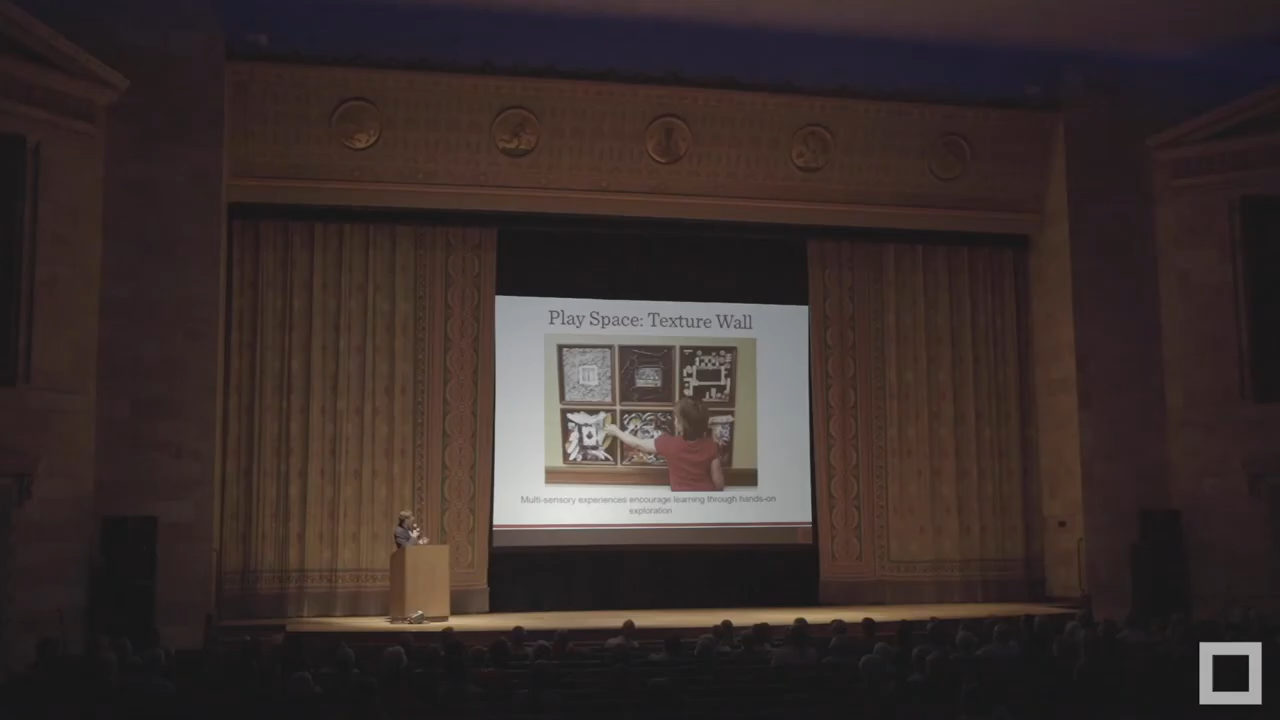 Play Space: Texture Wall
Multi-sensory experiences encourage learning through hands-on
exploration